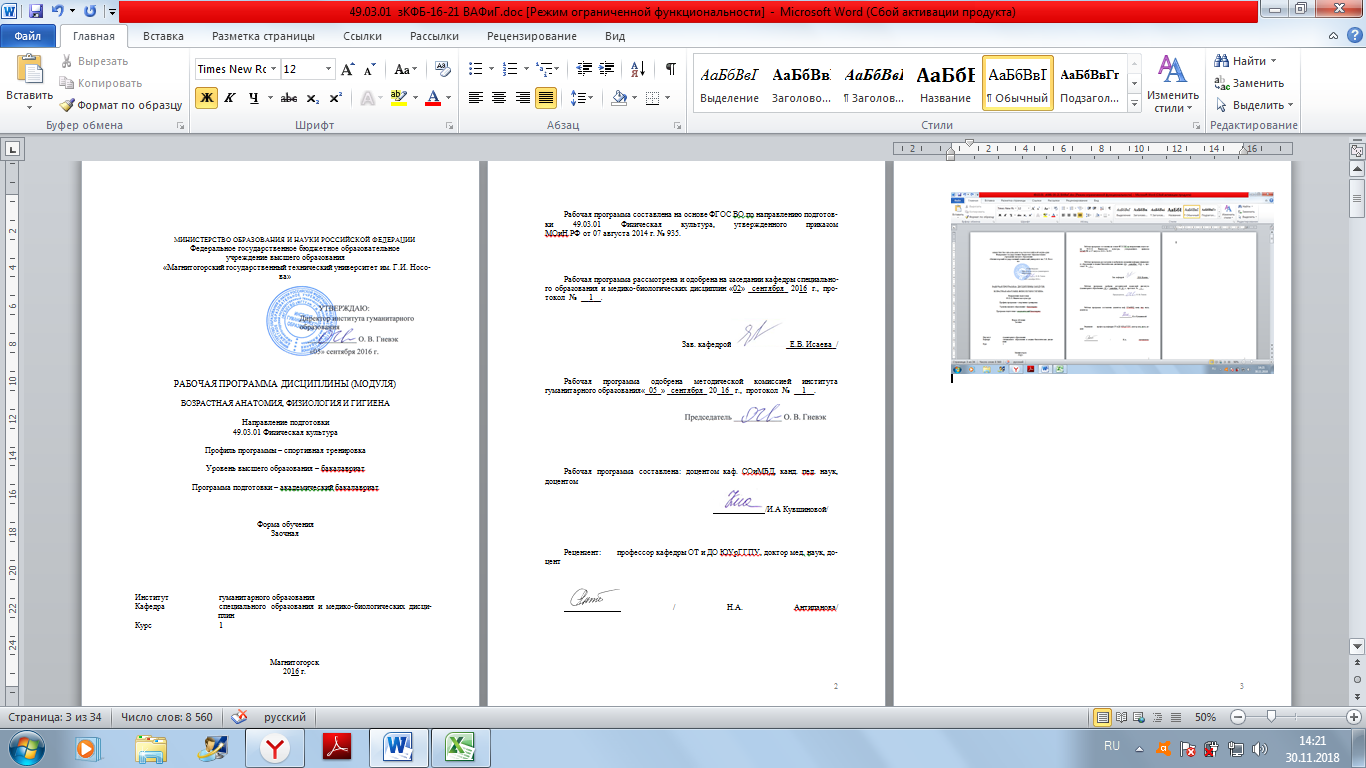 49.03.01 зКФБ-16-21 ВАФиГ.doc [Режим ограниченной функциональности] - Microsoft Word (Сбой активации продукта)
Файл Главная Вставка Разметка страницы Ссылки Рассылки Рецензирование Вид
Вставить
Вырезать
Копировать
Формат по образцу
Буфер обмена
Times New Ro 12
Ж К Ч abc x₂ x²
Шрифт
Абзац
АаБбВвІ АаБбВв АаБбВв АаБбЕ АаБбВвГ АаБбВвГг
Выделение Заголово... ¶ Заголов... Название ¶ Обычный Подзагол...
Стили
Изменить стили
Найти
Заменить
Выделить
Редактирование
МИНИСТЕРСТВО ОБРАЗОВАНИЯ И НАУКИ РОССИЙСКОЙ ФЕДЕРАЦИИ
Федеральное государственное бюджетное образовательное
учреждение высшего образования
«Магнитогорский государственный технический университет им. Г.И. Носо-
ва»
УТВЕРЖДАЮ:
Директор института гуманитарного
образования
О. В. Гневэк
«05» сентября 2016 г.
РАБОЧАЯ ПРОГРАММА ДИСЦИПЛИНЫ (МОДУЛЯ)
ВОЗРАСТНАЯ АНАТОМИЯ, ФИЗИОЛОГИЯ И ГИГИЕНА
Направление подготовки
49.03.01 Физическая культура
Профиль программы – спортивная тренировка
Уровень высшего образования – бакалавриат
Программа подготовки – академический бакалавриат
Форма обучения
Заочная
Институт гуманитарного образования
Кафедра специального образования и медико-биологических дисци-
плин
Курс 1
Магнитогорск
2016 г.
Рабочая программа составлена на основе ФГОС ВО по направлению подготов-
ки 49.03.01 Физическая культура, утвержденного приказом
МОиН РФ от 07 августа 2014 г. № 935.
Рабочая программа рассмотрена и одобрена на заседании кафедры специально-
го образования и медико-биологических дисциплин «02» сентября 2016 г., про-
токол № 1 .
Зав. кафедрой Е.В. Исаева /
Рабочая программа одобрена методической комиссией института
гуманитарного образования« 05 » сентября 20 16 г., протокол № 1 .
Председатель О. В. Гневэк
Рабочая программа составлена: доцентом каф. СОиМБД, канд. пед. наук,
доцентом
/И.А Кувшиновой/
Рецензент: профессор кафедры ОТ и ДО ЮУрГГПУ, доктор мед, наук, до-
цент
/ Н.А. Антипанова/
2
3
Страница: 3 из 34 Число слов: 8 560 русский 50%
RU 14:21
30.11.2018